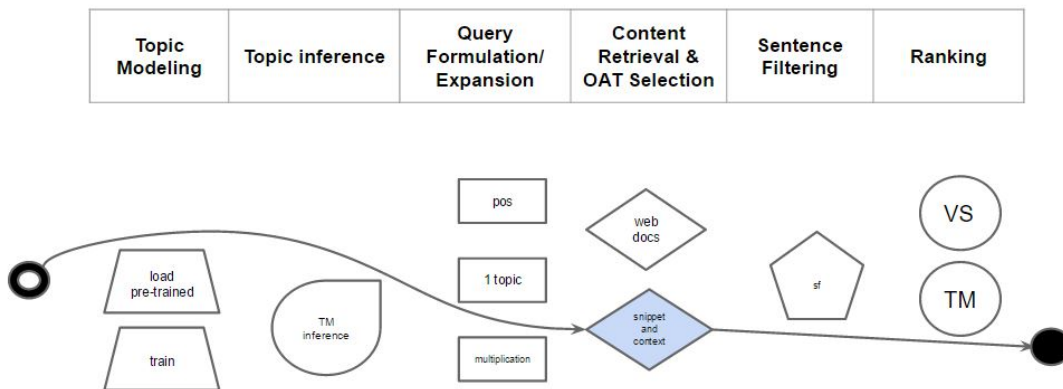 Topic
Modeling
Topic inference
Query
Formulation/
Expansion
Content
Retrieval &
OAT Selection
Sentence
Filtering
Ranking
pos
web
docs
VS
load
pre-trained
1 topic
sf
TM
inference
snippet
and
context
TM
train
multiplication